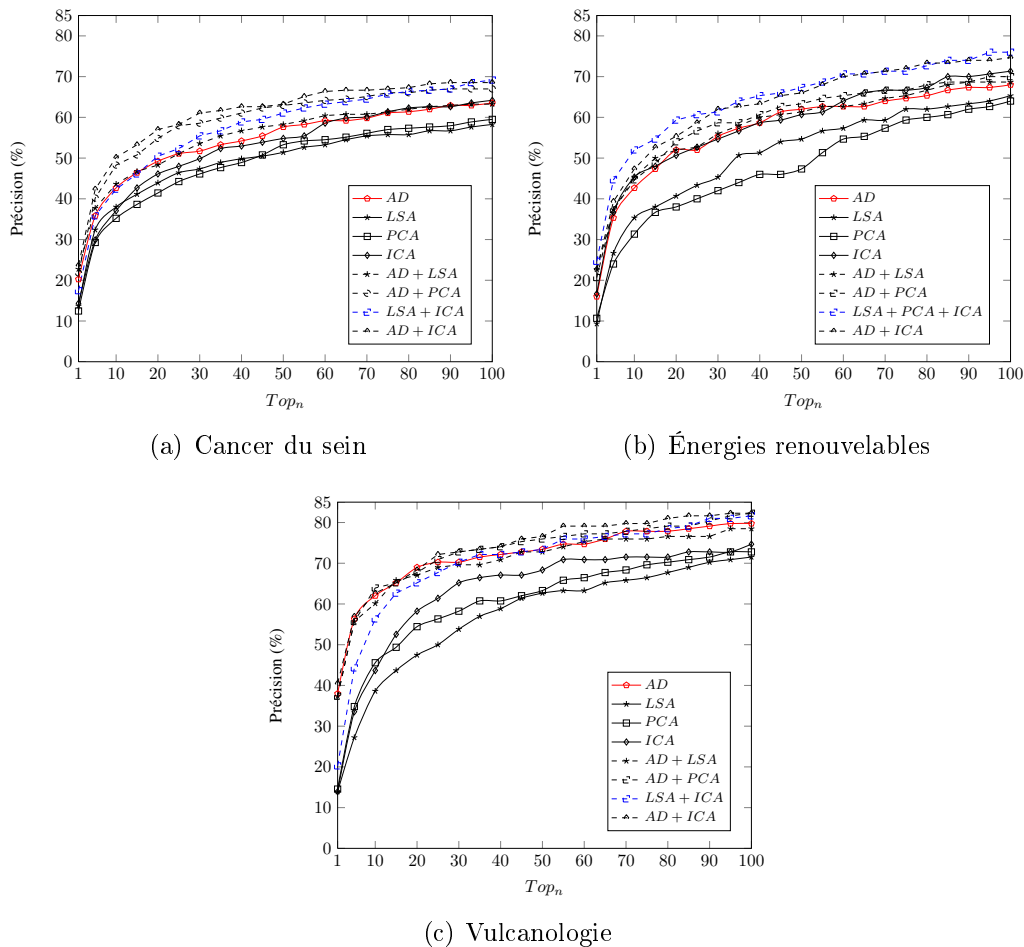 85
80
70
60
50
40
30
20
10
0
Précision (%)
1 10 20 30 40 50 60 70 80 90 100
Top_n
AD
LSA
PCA
ICA
AD + LSA
AD + PCA
LSA + ICA
AD + ICA
(a) Cancer du sein
85
80
70
60
50
40
30
20
10
0
Précision (%)
1 10 20 30 40 50 60 70 80 90 100
Top_n
AD
LSA
PCA
ICA
AD + LSA
AD + PCA
LSA + PCA + ICA
AD + ICA
(b) Énergies renouvelables
85
80
70
60
50
40
30
20
10
0
Précision (%)
1 10 20 30 40 50 60 70 80 90 100
Top_n
AD
LSA
PCA
ICA
AD + LSA
AD + PCA
LSA + ICA
AD + ICA
(c) Vulcanologie